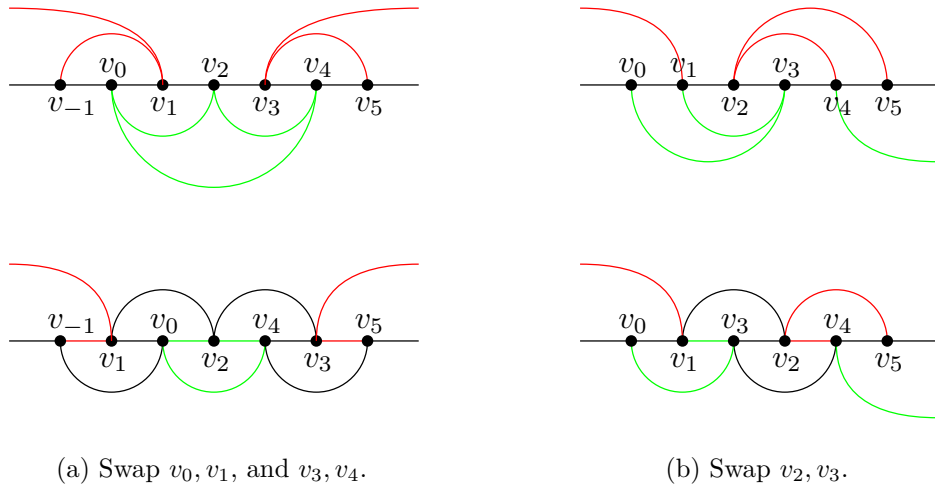 v₀ v₂ v₄ v₀ v₁ v₃
v₋₁ v₁ v₃ v₅ v₂ v₄ v₅
v₋₁ v₀ v₄ v₅ v₀ v₃ v₄
v₁ v₂ v₃ v₁ v₂ v₅
(a) Swap v₀, v₁, and v₃, v₄.
(b) Swap v₂, v₃.